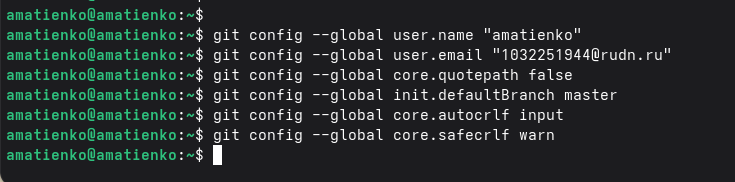 amatienko@amatienko:~$
amatienko@amatienko:~$ git config --global user.name "amatienko"
amatienko@amatienko:~$ git config --global user.email "1032251944@rudn.ru"
amatienko@amatienko:~$ git config --global core.quotepath false
amatienko@amatienko:~$ git config --global init.defaultBranch master
amatienko@amatienko:~$ git config --global core.autocrlf input
amatienko@amatienko:~$ git config --global core.safecrlf warn
amatienko@amatienko:~$